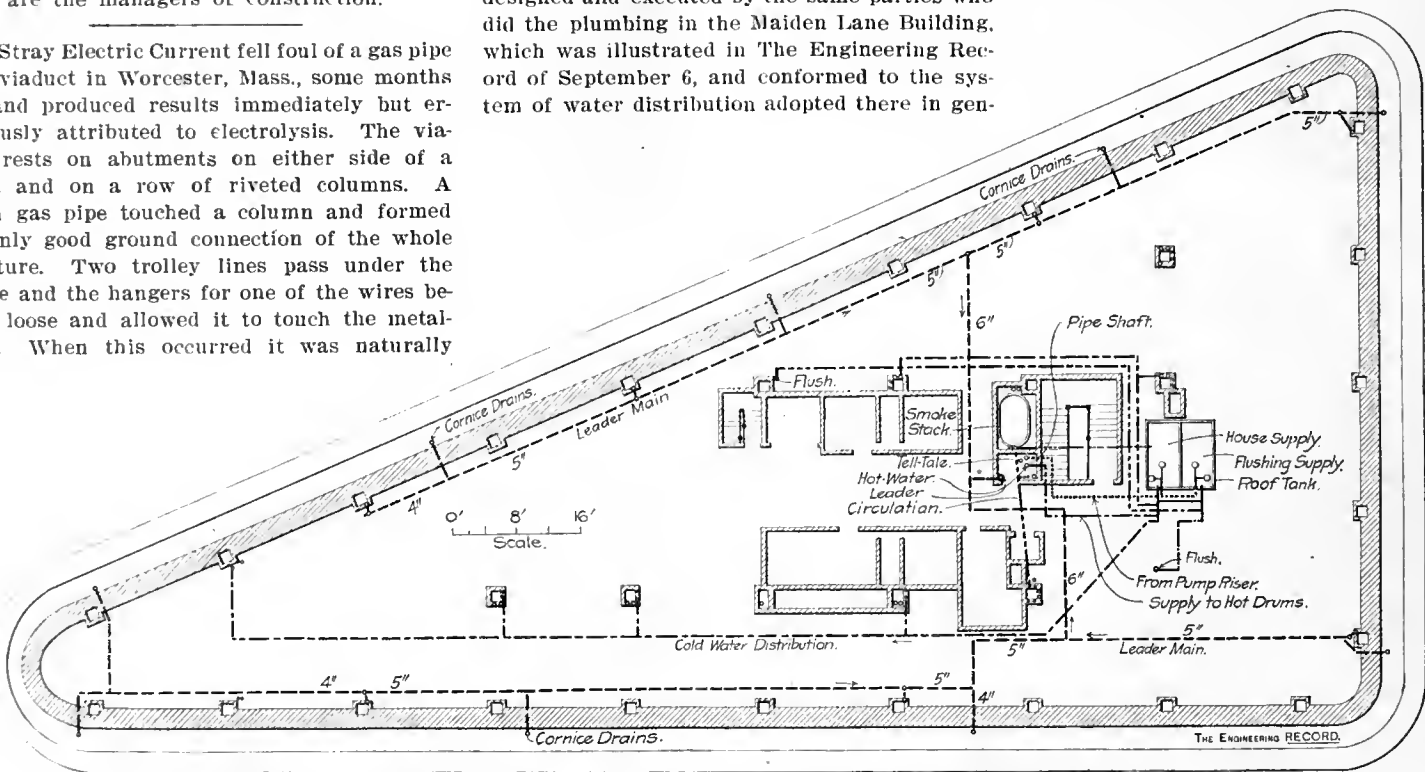 are the managers of construction.
Stray Electric Current fell foul of a gas pipe
viaduct in Worcester, Mass., some months
and produced results immediately but er-
usly attributed to electrolysis. The via-
rests on abutments on either side of a
and on a row of riveted columns. A
gas pipe touched a column and formed
nly good ground connection of the whole
ture. Two trolley lines pass under the
e and the hangers for one of the wires be-
loose and allowed it to touch the metal-
When this occurred it was naturally
designed and executed by the same parties who
did the plumbing in the Maiden Lane Building,
which was illustrated in The Engineering Rec-
ord of September 6, and conformed to the sys-
tem of water distribution adopted there in gen-
5"
Cornice Drains.
5"
5"
6"
Pipe Shaft.
Flush.
Cornice Drains.
Leader Main
5"
4"
Smoke
Stack.
House Supply.
Flushing Supply.
Roof Tank.
Tell-Tale.
Hot-Water.
Leader
Circulation.
0' 8' 16'
Scale.
Flush.
From Pump Riser.
Supply to Hot Drums.
6"
5"
5"
Leader Main.
Cold Water Distribution.
4" 5"
5"
4"
Cornice Drains.
THE ENGINEERING RECORD.